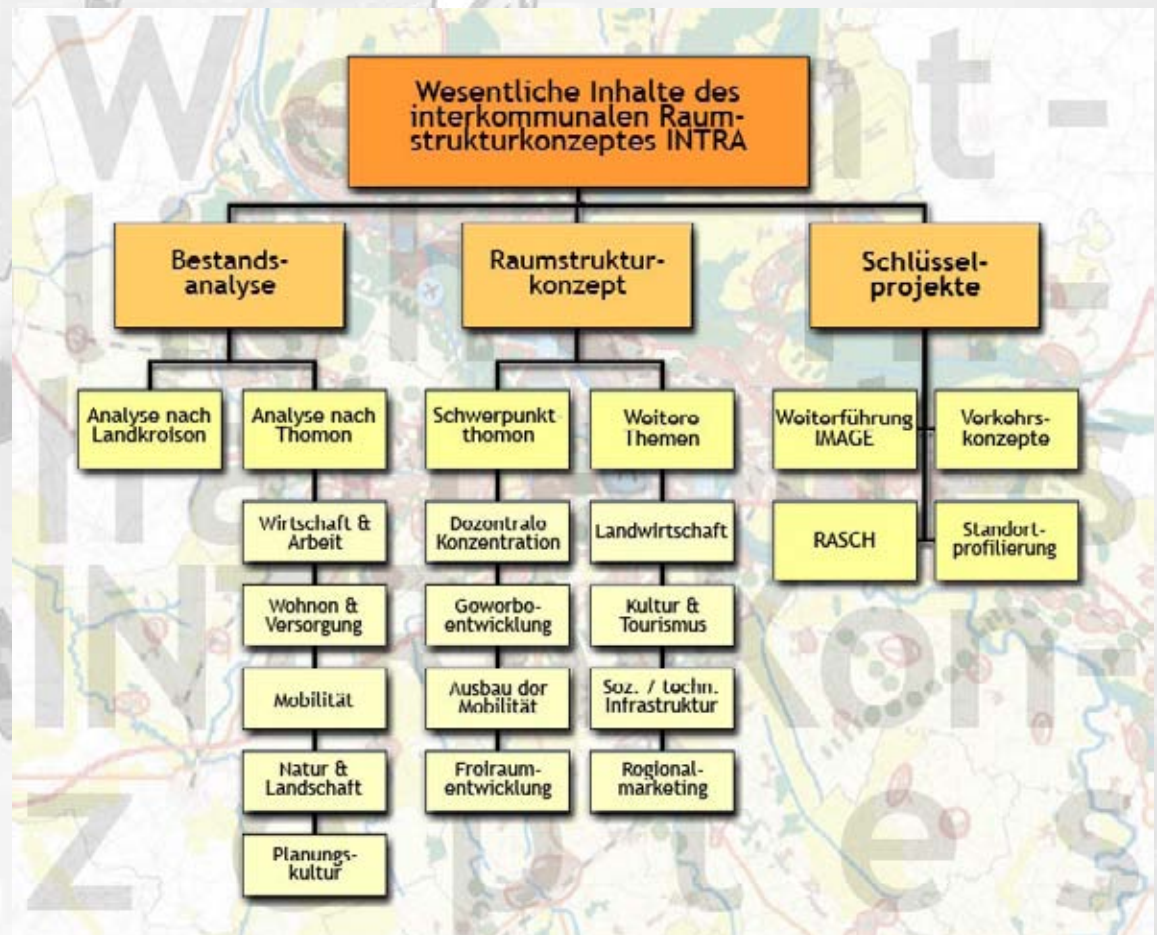 Wesentliche Inhalte des
interkommunalen Raum-
strukturkonzeptes INTRA
Bestands-
analyse
Raumstruktur-
konzept
Schlüssel-
projekte
Analyse nach
Landkreisen
Analyse nach
Themen
Schwerpunkt
themen
Weitere
Themen
Weiterführung
IMAGE
Verkehrs-
konzepte
Wirtschaft &
Arbeit
Dezentrale
Konzentration
Landwirtschaft
RASCH
Standort-
profilierung
Wohnen &
Versorgung
Gewerbe-
entwicklung
Kultur &
Tourismus
Mobilität
Ausbau der
Mobilität
Soz. / techn.
Infrastruktur
Natur &
Landschaft
Freiraum-
entwicklung
Regional-
marketing
Planungs-
kultur